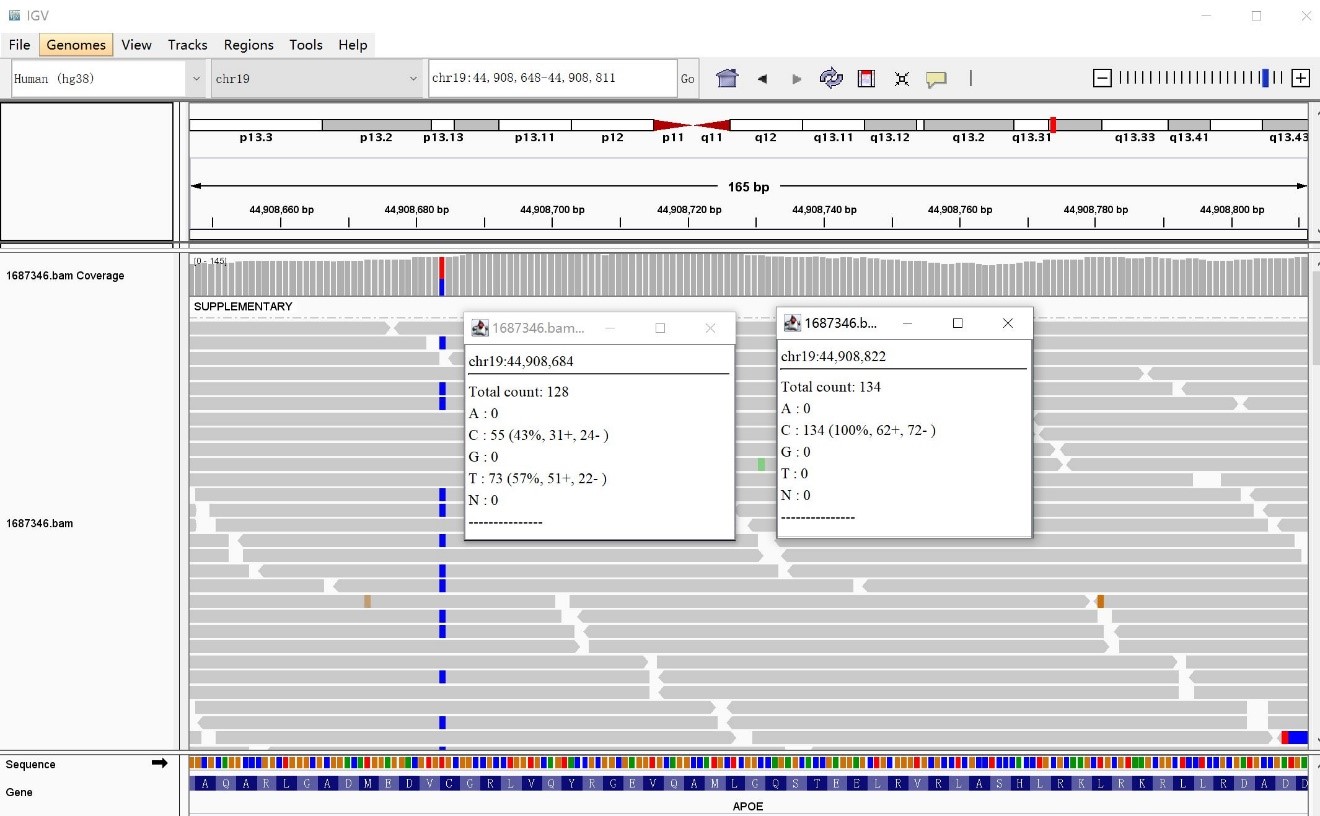 IGV
File Genomes View Tracks Regions Tools Help
Human (hg38) chr19 chr19:44,908,648-44,908,811 Go
p13.3 p13.2 p13.13 p13.11 p12 p11 q11 q12 q13.11 q13.12 q13.2 q13.31 q13.33 q13.41 q13.43
165 bp
44,908,660 bp 44,908,680 bp 44,908,700 bp 44,908,720 bp 44,908,740 bp 44,908,760 bp 44,908,780 bp 44,908,800 bp
[0 - 145]
1687346.bam Coverage
SUPPLEMENTARY
1687346.bam...
chr19:44,908,684
Total count: 128
A : 0
C : 55 (43%, 31+, 24- )
G : 0
T : 73 (57%, 51+, 22- )
N : 0
---------------
1687346.b...
chr19:44,908,822
Total count: 134
A : 0
C : 134 (100%, 62+, 72- )
G : 0
T : 0
N : 0
---------------
1687346.bam
Sequence
Gene
A Q A R L G A D M E D V C G R L V Q Y R G E V Q A M L G Q S T E E L R V R L A S H L R K L R K R L L R D A D D
APOE